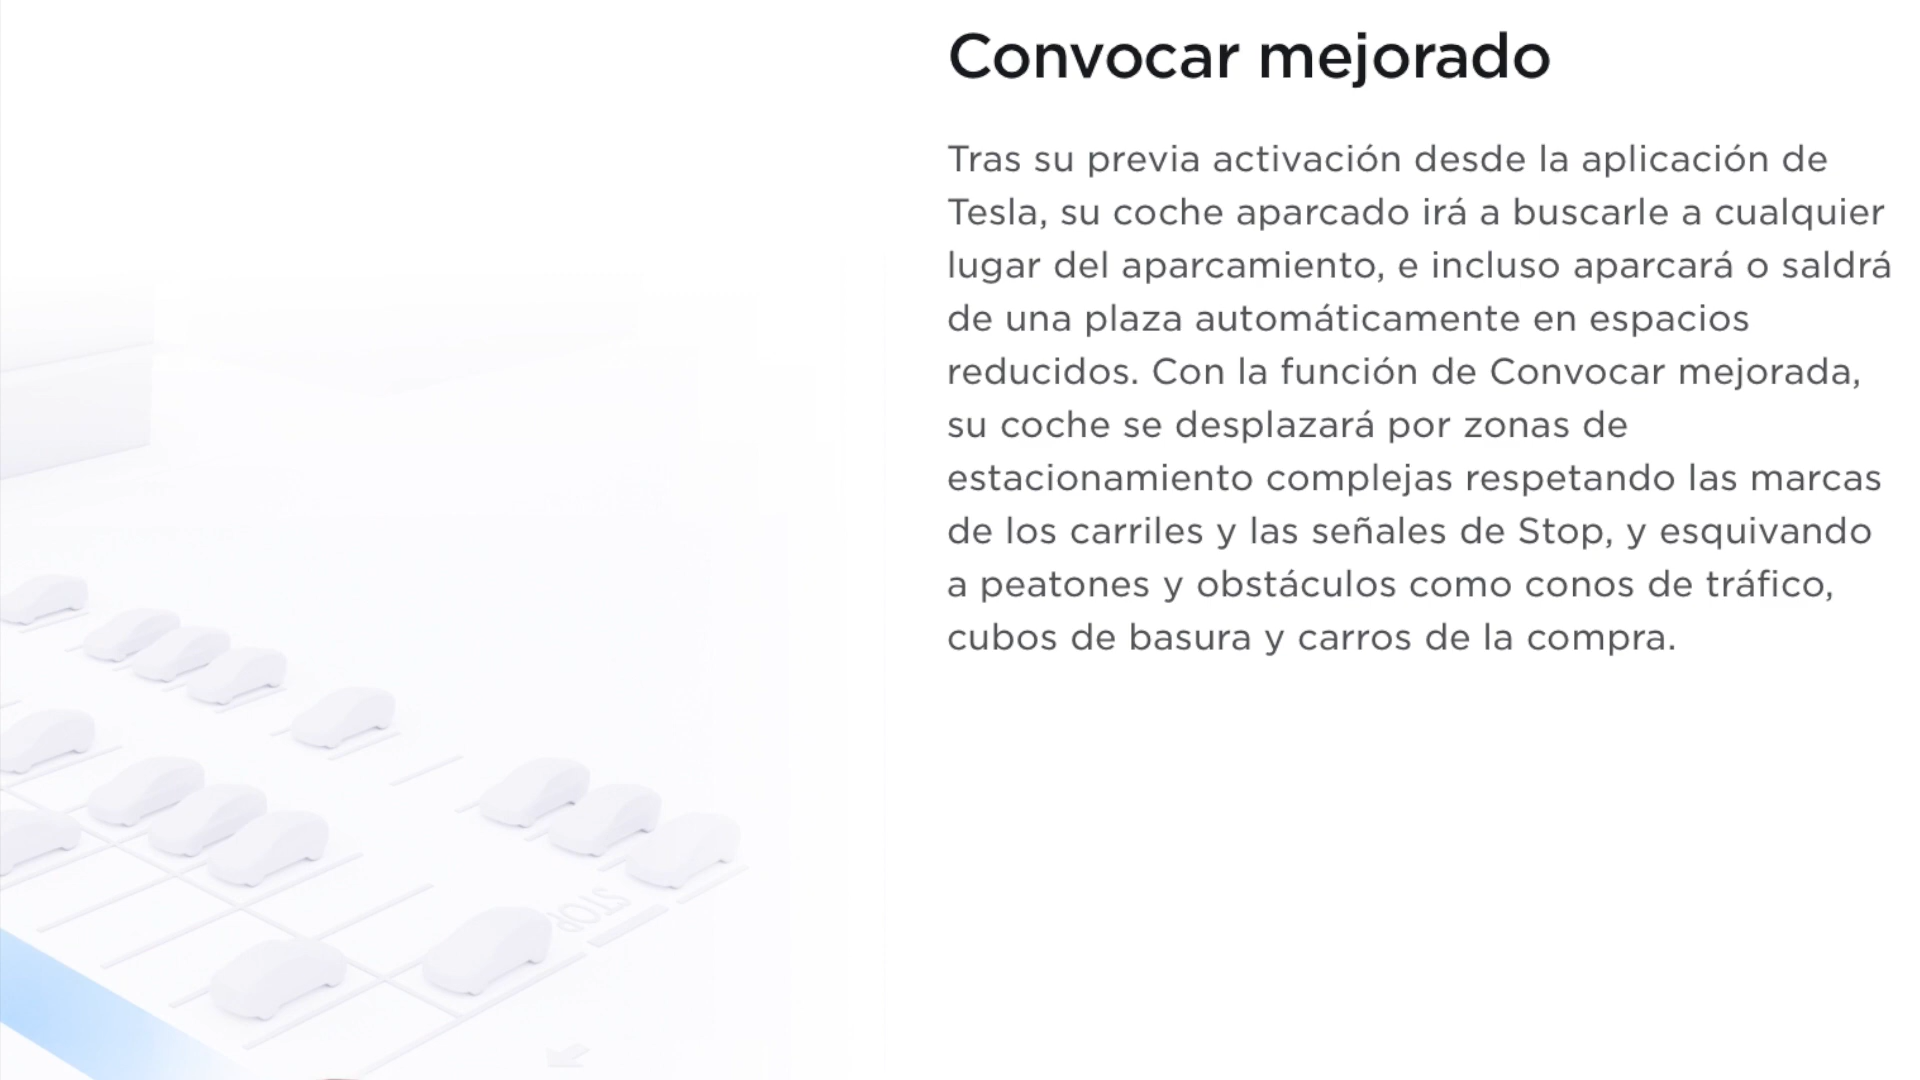 Convocar mejorado
Tras su previa activación desde la aplicación de
Tesla, su coche aparcado irá a buscarle a cualquier
lugar del aparcamiento, e incluso aparcará o saldrá
de una plaza automáticamente en espacios
reducidos. Con la función de Convocar mejorada,
su coche se desplazará por zonas de
estacionamiento complejas respetando las marcas
de los carriles y las señales de Stop, y esquivando
a peatones y obstáculos como conos de tráfico,
cubos de basura y carros de la compra.
STOP